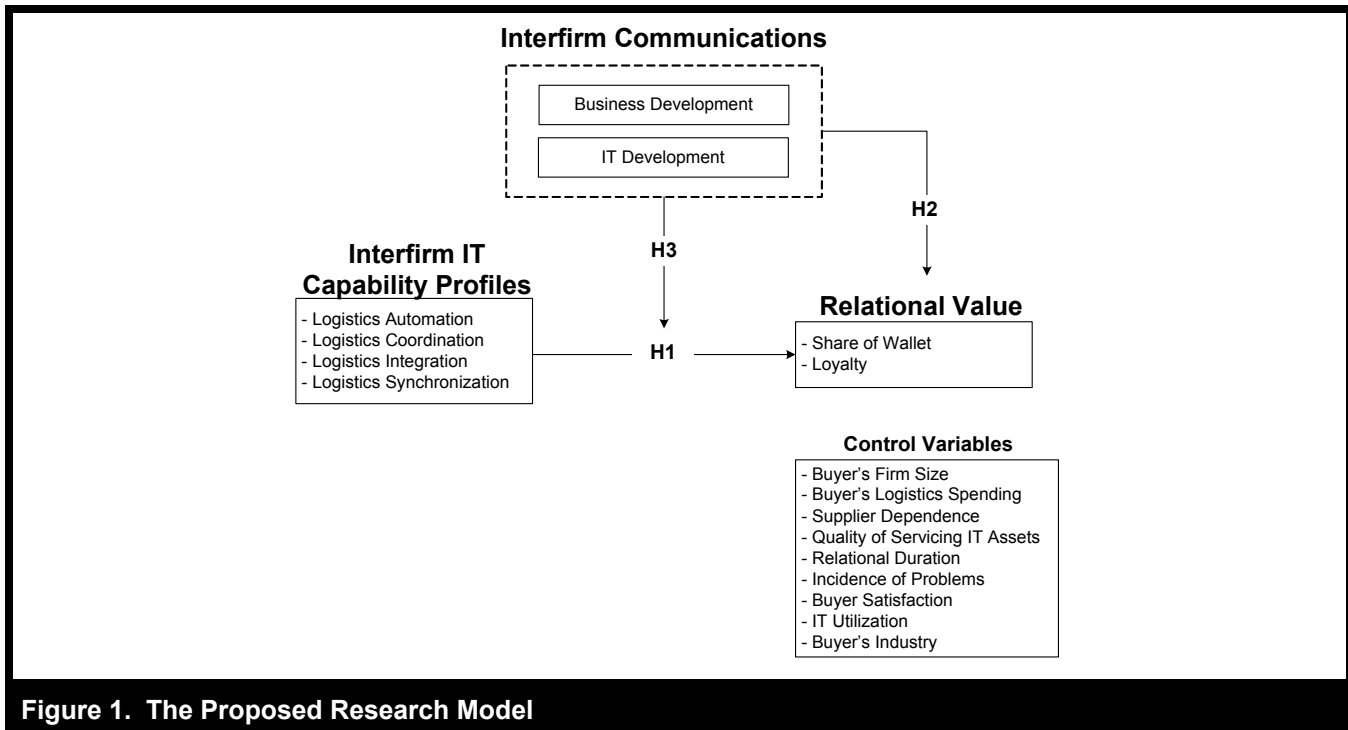 Interfirm Communications
Business Development
IT Development
H2
H3
Interfirm IT
Capability Profiles
- Logistics Automation
- Logistics Coordination
- Logistics Integration
- Logistics Synchronization
H1
Relational Value
- Share of Wallet
- Loyalty
Control Variables
- Buyer's Firm Size
- Buyer's Logistics Spending
- Supplier Dependence
- Quality of Servicing IT Assets
- Relational Duration
- Incidence of Problems
- Buyer Satisfaction
- IT Utilization
- Buyer's Industry
Figure 1. The Proposed Research Model